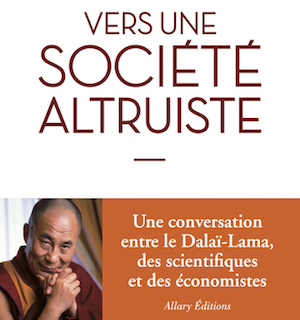 VERS UNE
SOCIÉTÉ
ALTRUISTE
Une conversation
entre le Dalaï-Lama,
des scientifiques
et des économistes
Allary Éditions